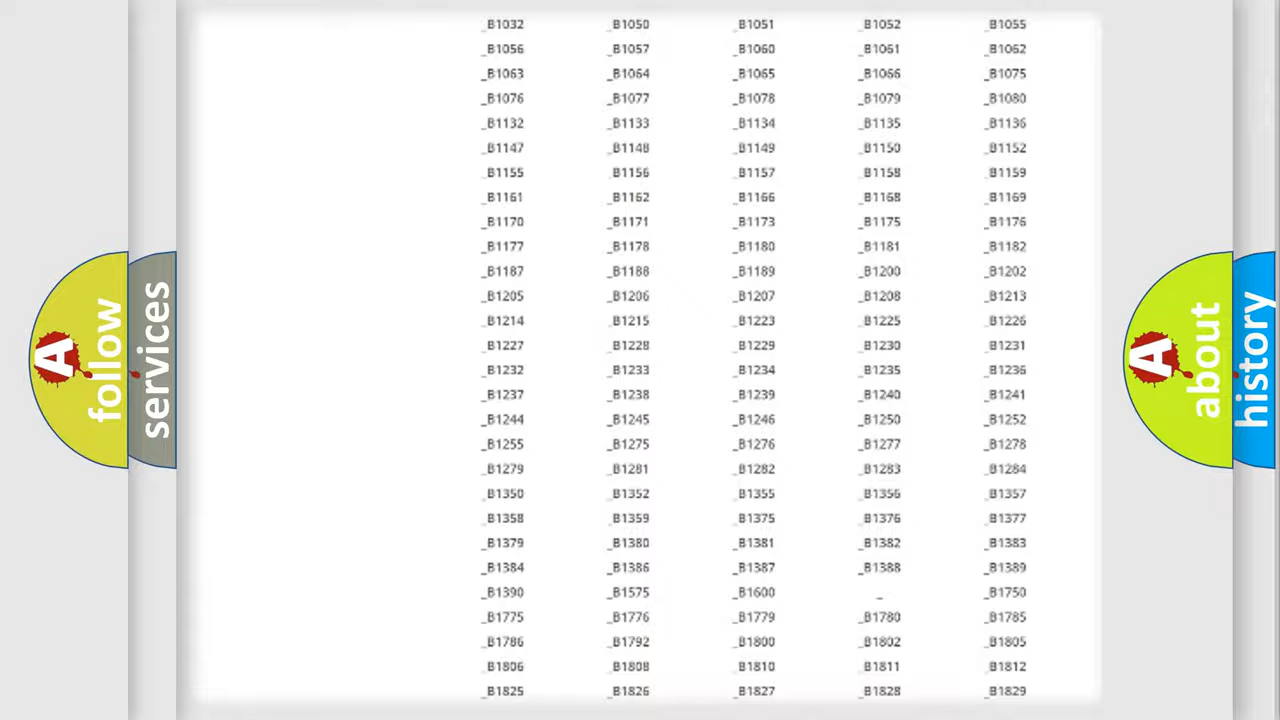 _B1032 _B1050 _B1051 _B1052 _B1055
_B1056 _B1057 _B1060 _B1061 _B1062
_B1063 _B1064 _B1065 _B1066 _B1075
_B1076 _B1077 _B1078 _B1079 _B1080
_B1132 _B1133 _B1134 _B1135 _B1136
_B1147 _B1148 _B1149 _B1150 _B1152
_B1155 _B1156 _B1157 _B1158 _B1159
_B1161 _B1162 _B1166 _B1168 _B1169
_B1170 _B1171 _B1173 _B1175 _B1176
_B1177 _B1178 _B1180 _B1181 _B1182
_B1187 _B1188 _B1189 _B1200 _B1202
_B1205 _B1206 _B1207 _B1208 _B1213
_B1214 _B1215 _B1223 _B1225 _B1226
_B1227 _B1228 _B1229 _B1230 _B1231
_B1232 _B1233 _B1234 _B1235 _B1236
_B1237 _B1238 _B1239 _B1240 _B1241
_B1244 _B1245 _B1246 _B1250 _B1252
_B1255 _B1275 _B1276 _B1277 _B1278
_B1279 _B1281 _B1282 _B1283 _B1284
_B1350 _B1352 _B1355 _B1356 _B1357
_B1358 _B1359 _B1375 _B1376 _B1377
_B1379 _B1380 _B1381 _B1382 _B1383
_B1384 _B1386 _B1387 _B1388 _B1389
_B1390 _B1575 _B1600 _ _B1750
_B1775 _B1776 _B1779 _B1780 _B1785
_B1786 _B1792 _B1800 _B1802 _B1805
_B1806 _B1808 _B1810 _B1811 _B1812
_B1825 _B1826 _B1827 _B1828 _B1829
A
follow
services
A
about
history